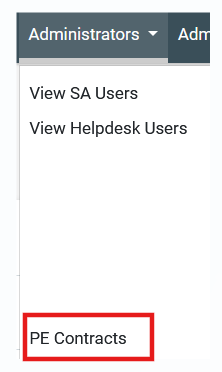 Administrators Adm
View SA Users
View Helpdesk Users
PE Contracts